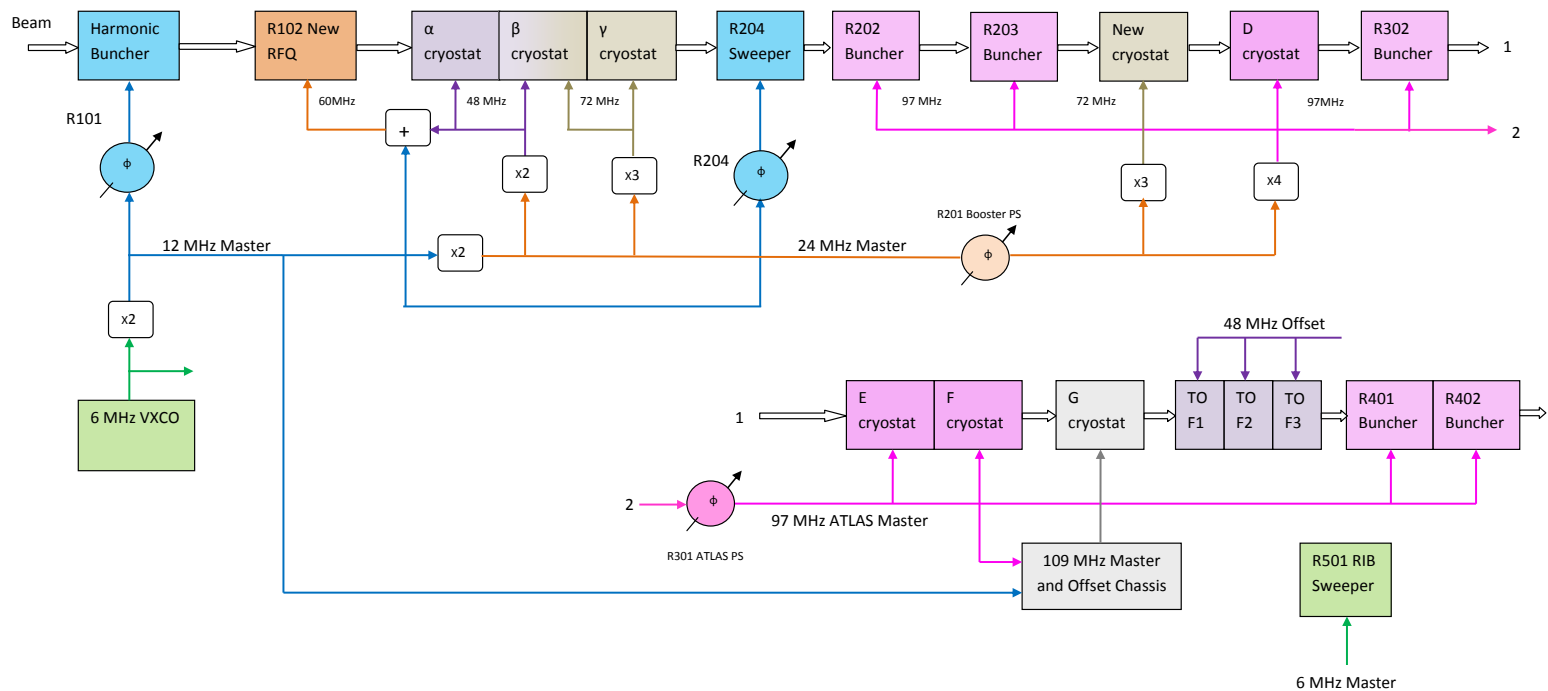 Beam
Harmonic
Buncher
R102 New
RFQ
α
cryostat
β
cryostat
γ
cryostat
R204
Sweeper
R202
Buncher
R203
Buncher
New
cryostat
D
cryostat
R302
Buncher
1
60MHz
48 MHz
72 MHz
97 MHz
72 MHz
97MHz
R101
+
2
ϕ
x2
x3
R204
ϕ
x3
x4
R201 Booster PS
12 MHz Master
x2
24 MHz Master
ϕ
x2
48 MHz Offset
6 MHz VXCO
1
E
cryostat
F
cryostat
G
cryostat
TO
F1
TO
F2
TO
F3
R401
Buncher
R402
Buncher
2
ϕ
97 MHz ATLAS Master
R301 ATLAS PS
109 MHz Master
and Offset Chassis
R501 RIB
Sweeper
6 MHz Master